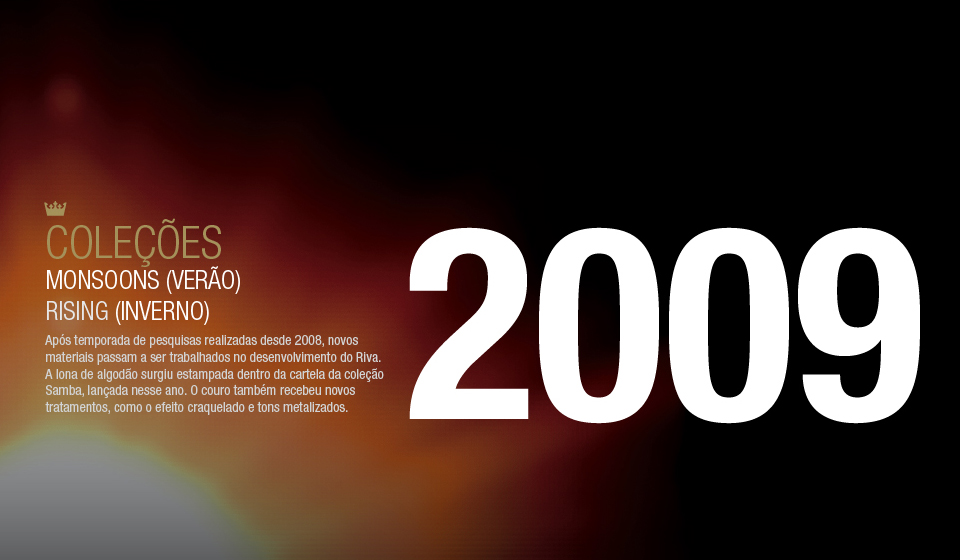 COLEÇÕES
MONSOONS (VERÃO)
RISING (INVERNO)
Após temporada de pesquisas realizadas desde 2008, novos
materiais passam a ser trabalhados no desenvolvimento do Riva.
A lona de algodão surgiu estampada dentro da cartela da coleção
Samba, lançada nesse ano. O couro também recebeu novos
tratamentos, como o efeito craquelado e tons metalizados.
2009